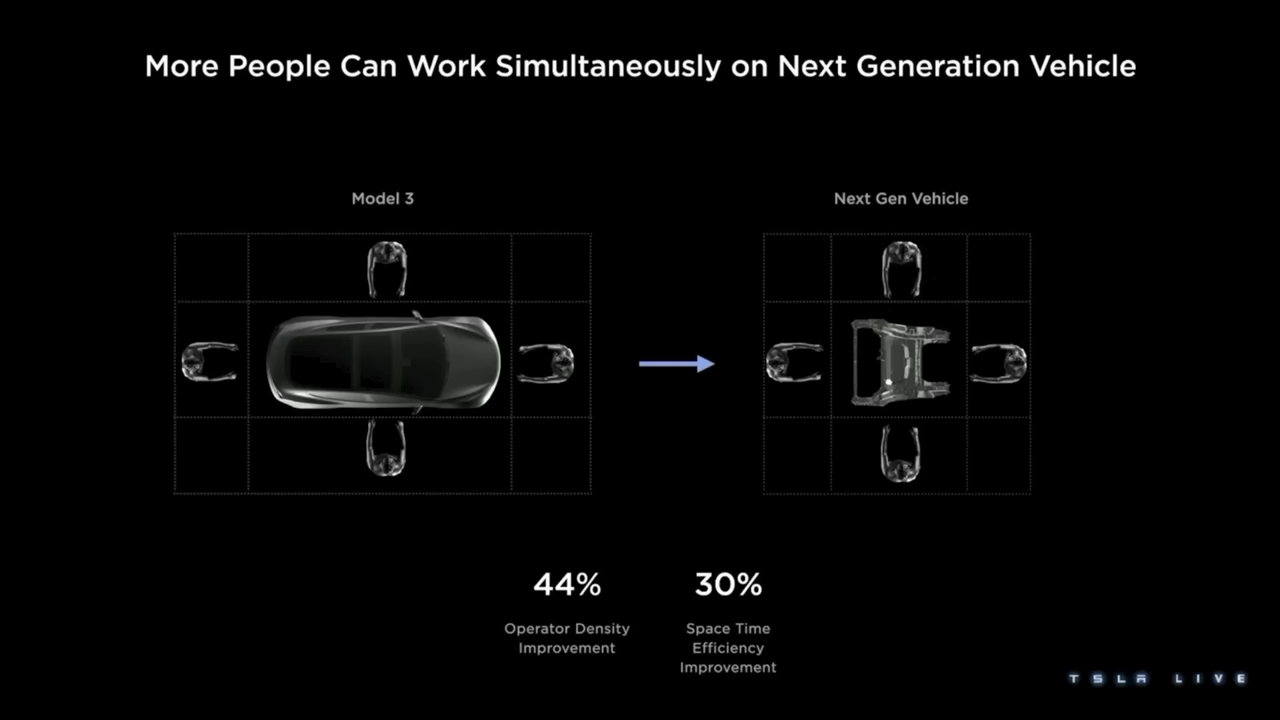 More People Can Work Simultaneously on Next Generation Vehicle
Model 3
Next Gen Vehicle
44%
Operator Density
Improvement
30%
Space Time
Efficiency
Improvement
TSLA LIVE